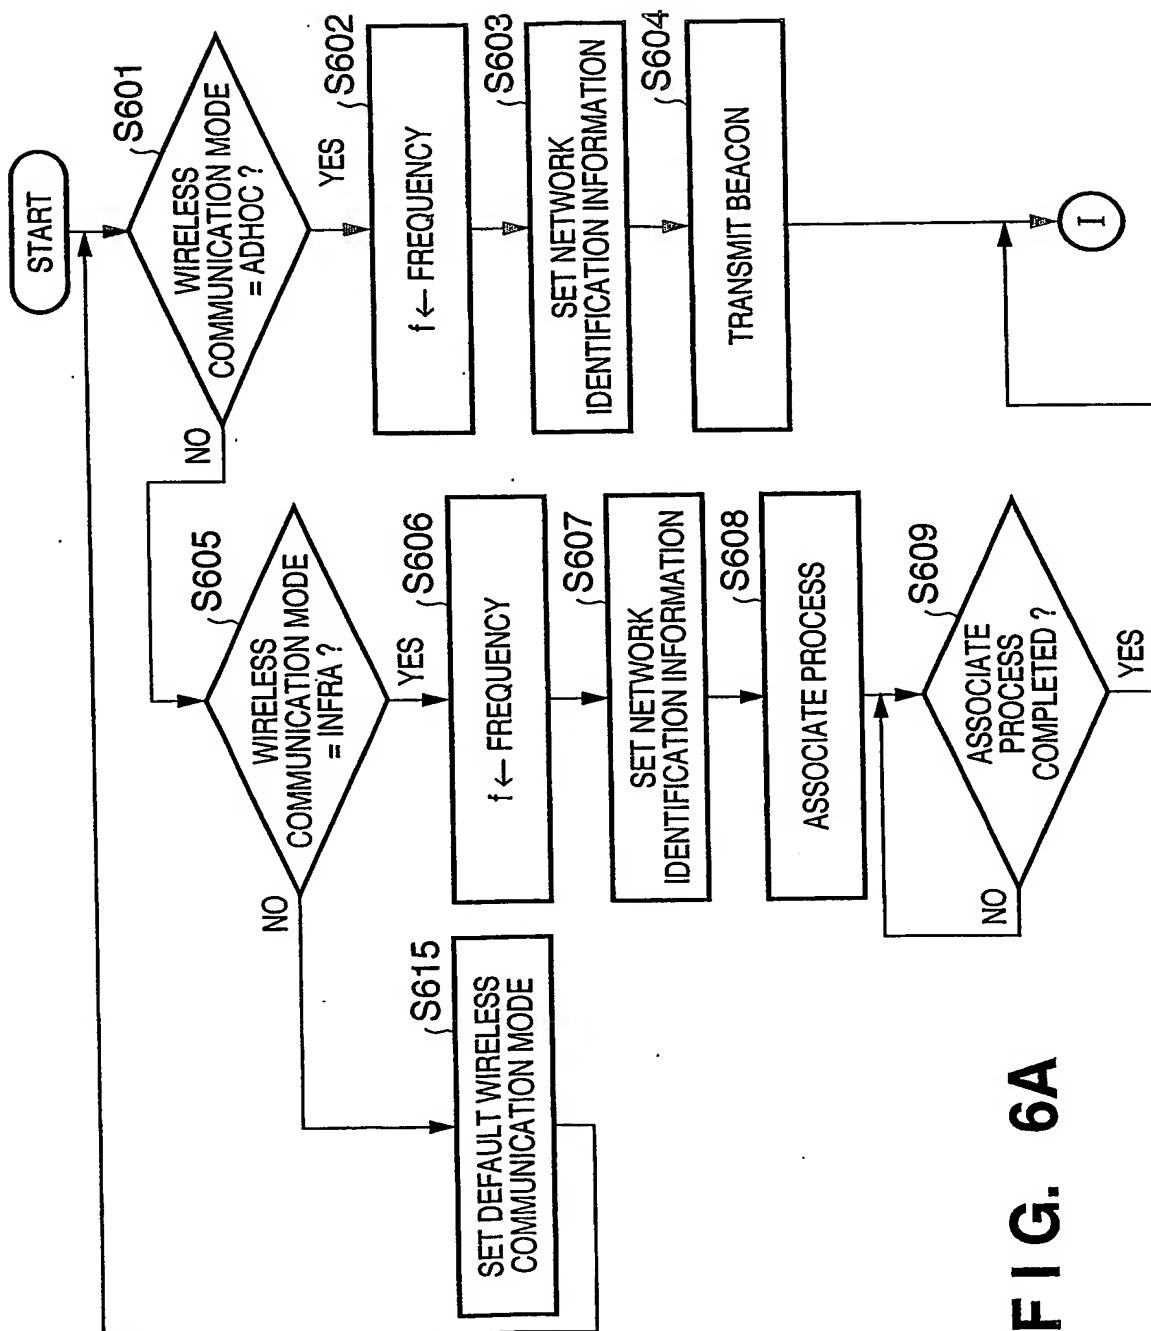 START
S601
WIRELESS
COMMUNICATION MODE
= ADHOC ?
YES
NO
S602
f ← FREQUENCY
S603
SET NETWORK
IDENTIFICATION INFORMATION
S604
TRANSMIT BEACON
I
S605
WIRELESS
COMMUNICATION MODE
= INFRA ?
YES
NO
S606
f ← FREQUENCY
S607
SET NETWORK
IDENTIFICATION INFORMATION
S608
ASSOCIATE PROCESS
S609
ASSOCIATE
PROCESS
COMPLETED ?
NO
YES
S615
SET DEFAULT WIRELESS
COMMUNICATION MODE
FIG. 6A